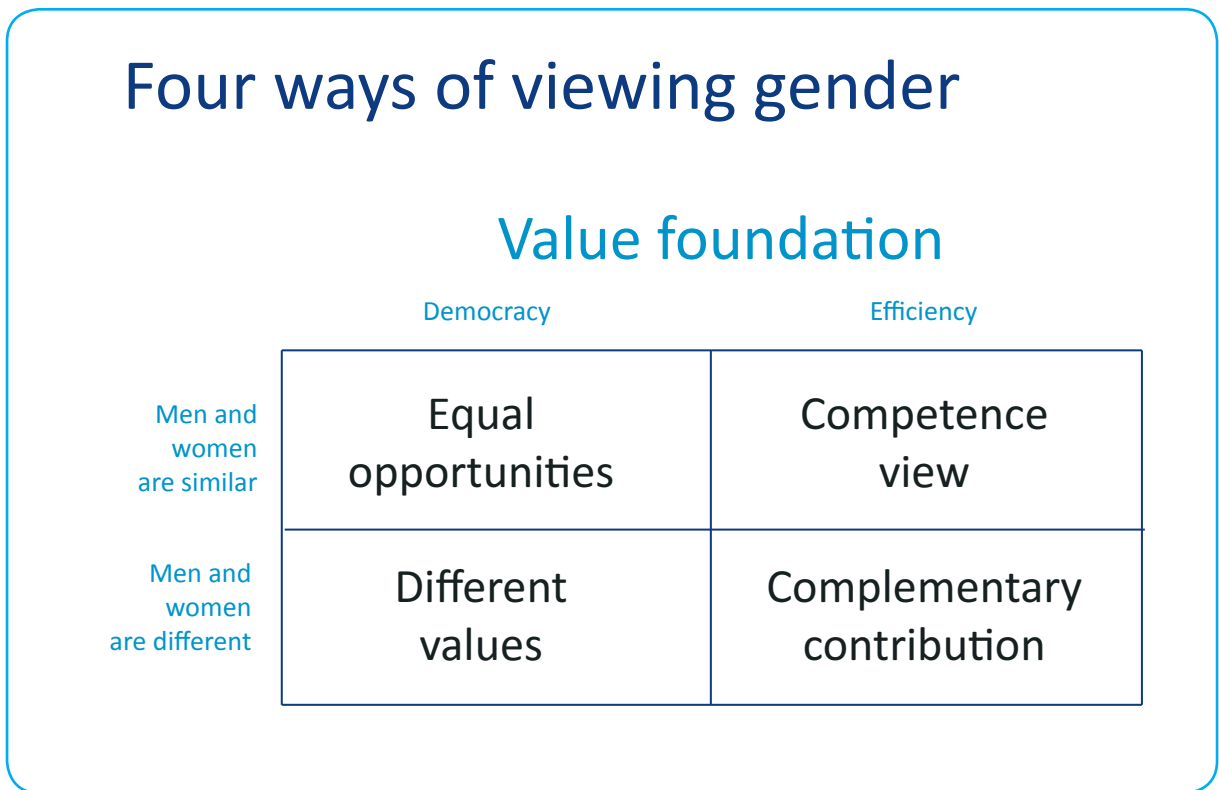 Four ways of viewing gender
Value foundation
Democracy
Efficiency
Men and
women
are similar
Equal
opportunities
Competence
view
Men and
women
are different
Different
values
Complementary
contribution